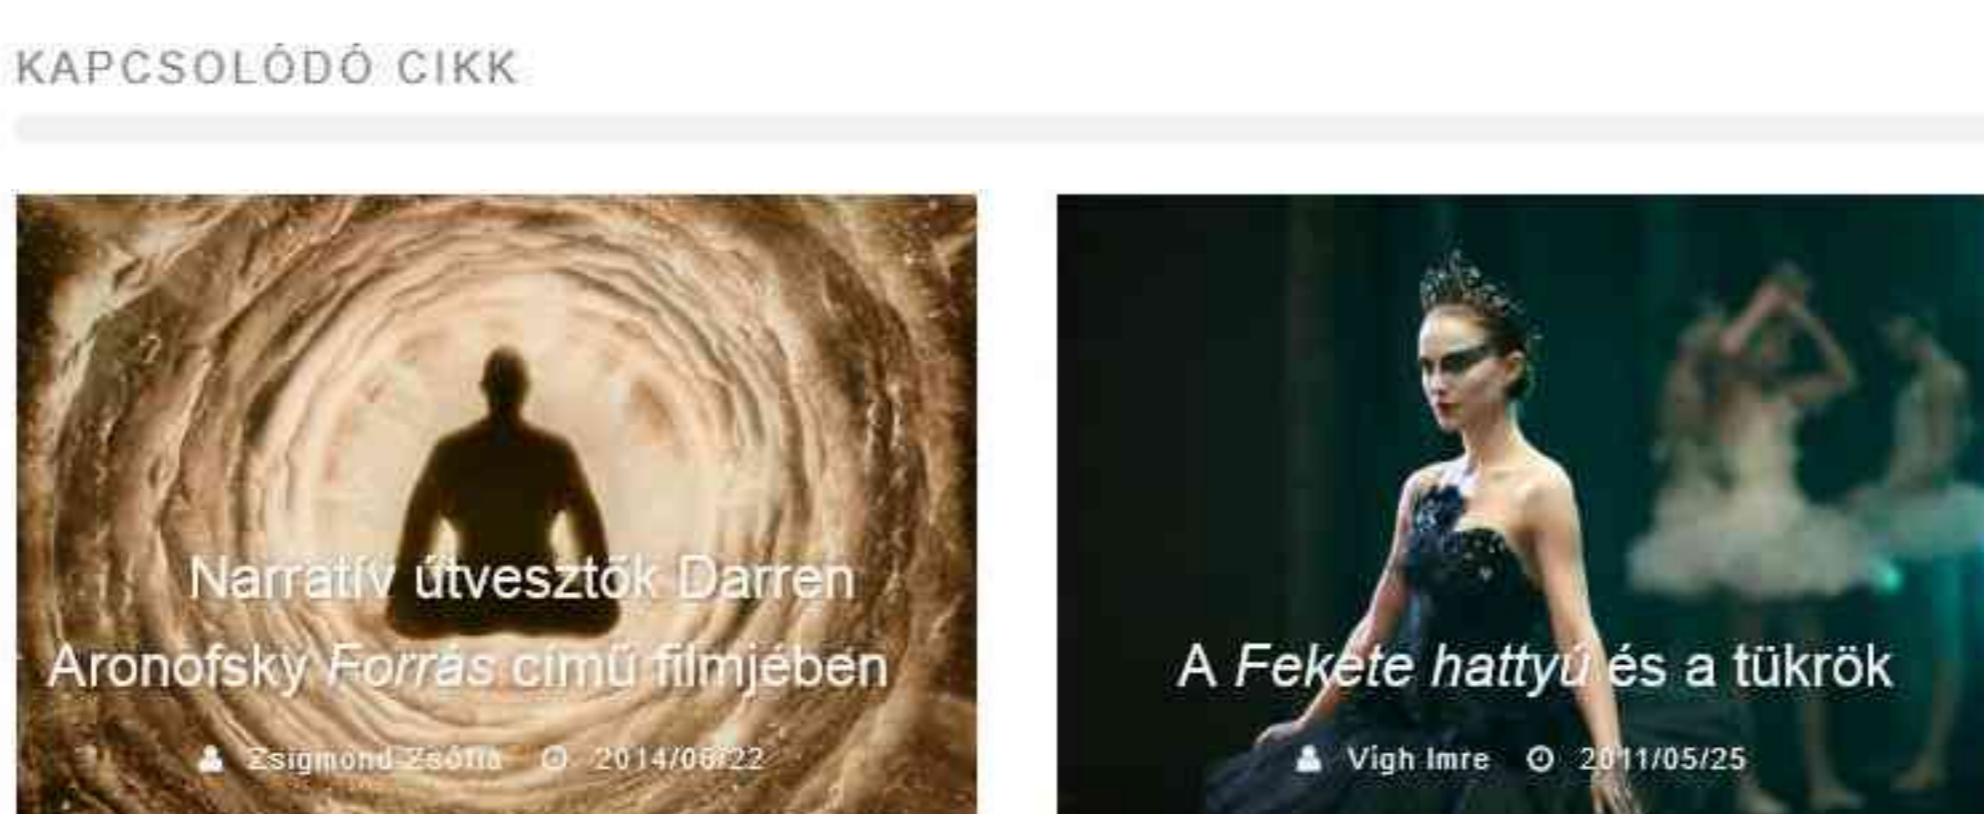 KAPCSOLÓDÓ CIKK
Narratív útvesztők Darren
Aronofsky Forrás című filmjében
Zsigmond Zsófia 2014/06/22
A Fekete hattyú és a tükrök
Vígh Imre 2011/05/25